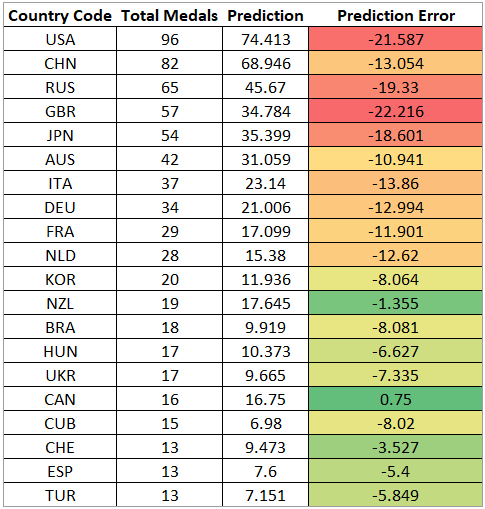 Country Code Total Medals Prediction Prediction Error
USA 96 74.413 -21.587
CHN 82 68.946 -13.054
RUS 65 45.67 -19.33
GBR 57 34.784 -22.216
JPN 54 35.399 -18.601
AUS 42 31.059 -10.941
ITA 37 23.14 -13.86
DEU 34 21.006 -12.994
FRA 29 17.099 -11.901
NLD 28 15.38 -12.62
KOR 20 11.936 -8.064
NZL 19 17.645 -1.355
BRA 18 9.919 -8.081
HUN 17 10.373 -6.627
UKR 17 9.665 -7.335
CAN 16 16.75 0.75
CUB 15 6.98 -8.02
CHE 13 9.473 -3.527
ESP 13 7.6 -5.4
TUR 13 7.151 -5.849